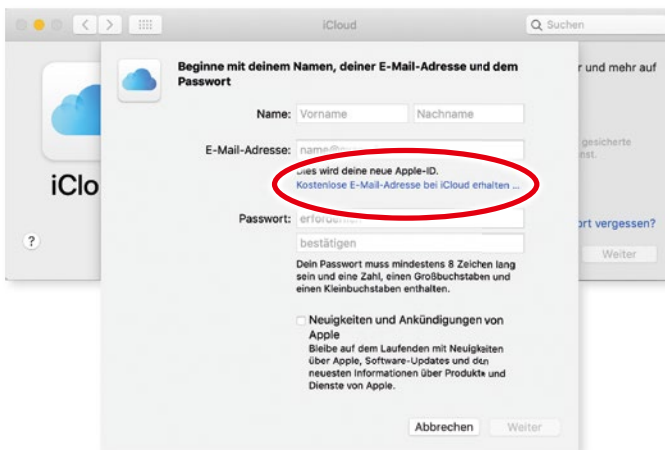 iCloud
Suchen
Beginne mit deinem Namen, deiner E-Mail-Adresse und dem
Passwort
r und mehr auf
Name: Vorname Nachname
E-Mail-Adresse:
gesicherte
nst.
Dies wird deine neue Apple-ID.
Kostenlose E-Mail-Adresse bei iCloud erhalten ...
iClo
Passwort:
ort vergessen?
bestätigen
?
Weiter
Dein Passwort muss mindestens 8 Zeichen lang
sein und eine Zahl, einen Großbuchstaben und
einen Kleinbuchstaben enthalten.
Neuigkeiten und Ankündigungen von
Apple
Bleibe auf dem Laufenden mit Neuigkeiten
über Apple, Software-Updates und den
neuesten Informationen über Produkte und
Dienste von Apple.
Abbrechen Weiter